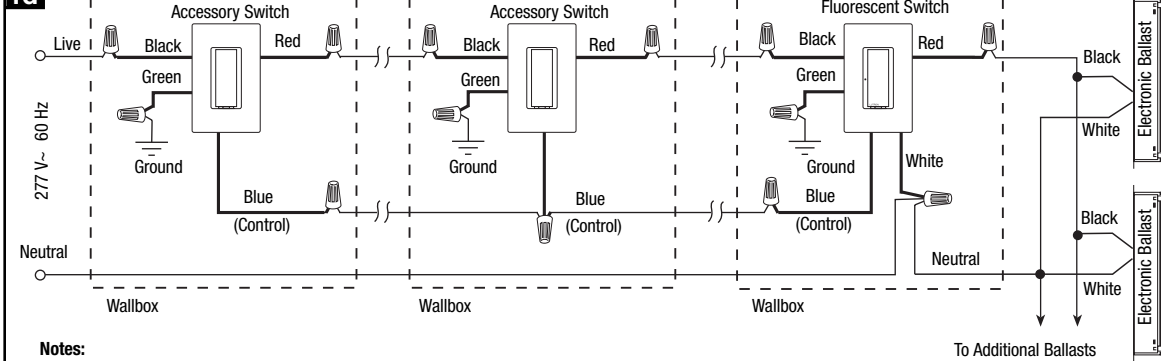 1d
Accessory Switch
Accessory Switch
Fluorescent Switch
Live
Black
Red
Black
Red
Black
Red
Black
Green
Green
Green
White
Electronic Ballast
277 V~ 60 Hz
Ground
Ground
Ground
White
Blue
(Control)
Blue
(Control)
Blue
(Control)
Black
Neutral
Neutral
White
Electronic Ballast
Wallbox
Wallbox
Wallbox
Notes:
To Additional Ballasts